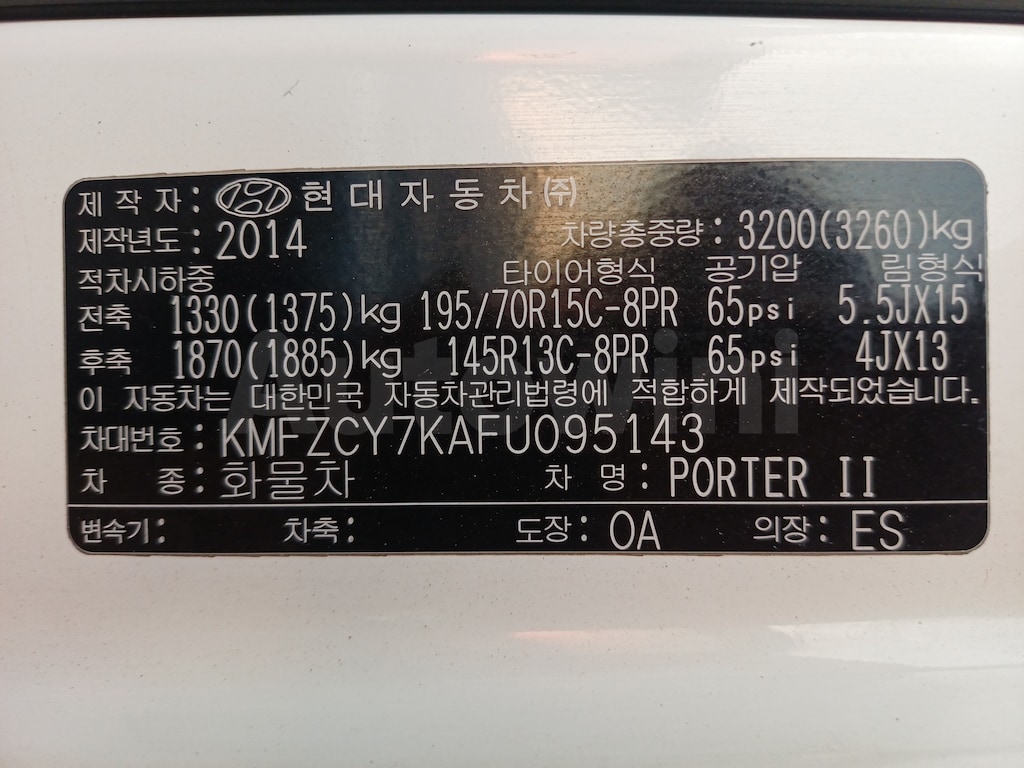 제 작 자 : 현 대 자 동 차 ㈜
제작년도 : 2014 차량총중량 : 3200(3260)kg
적차시하중 타이어형식 공기압 림형식
전축 1330(1375)kg 195/70R15C-8PR 65psi 5.5JX15
후축 1870(1885)kg 145R13C-8PR 65psi 4JX13
이 자동차는 대한민국 자동차관리법령에 적합하게 제작되었습니다.
차대번호 : KMFZCY7KAFU095143
차 종 : 화물차 차 명 : PORTER II
변속기 : 차축 : 도장 : OA 의장 : ES
Autowini